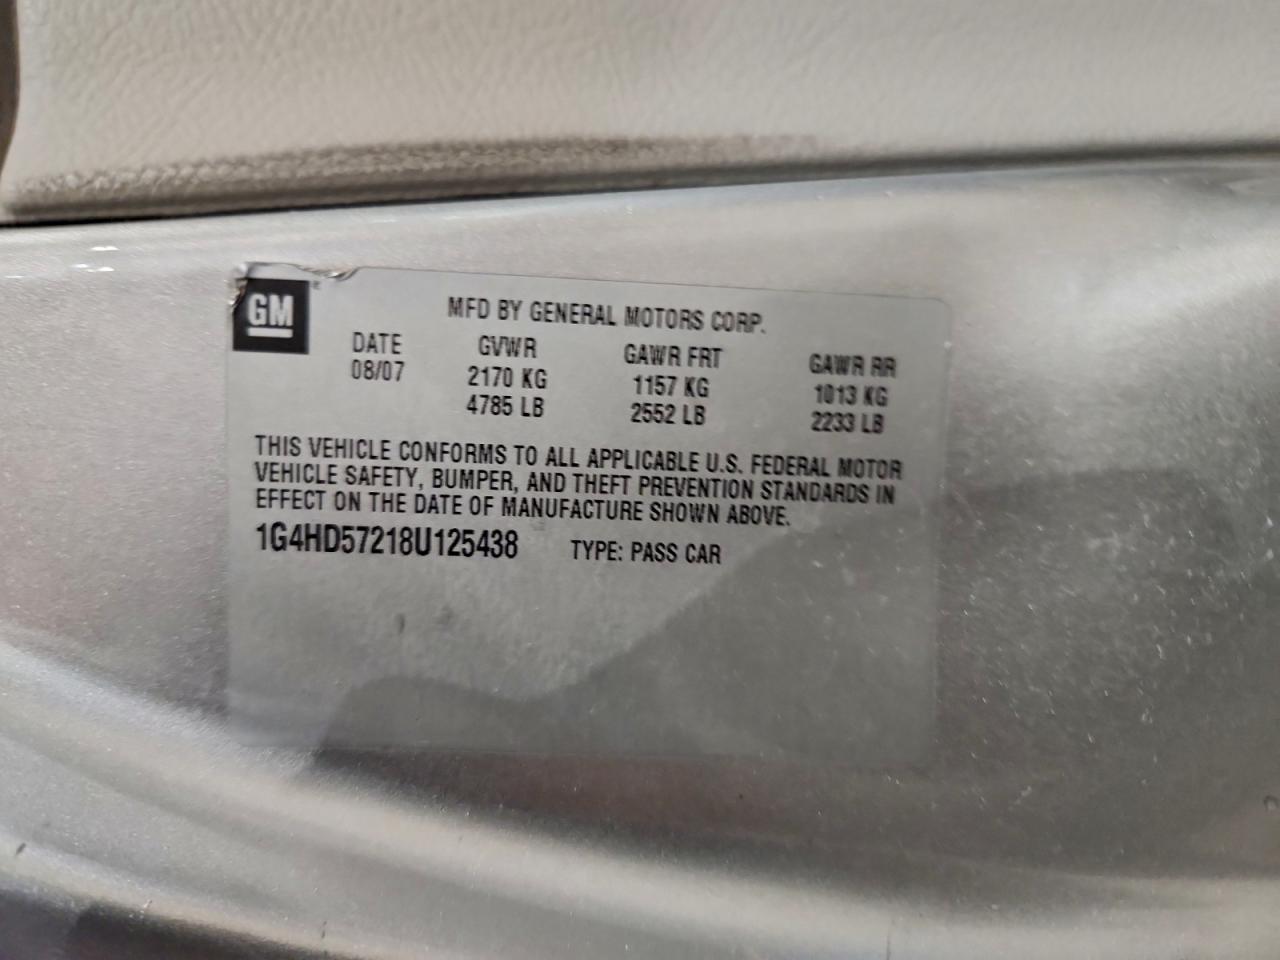 GM
MFD BY GENERAL MOTORS CORP.
DATE GVWR GAWR FRT GAWR RR
08/07 2170 KG 1157 KG 1013 KG
4785 LB 2552 LB 2233 LB
THIS VEHICLE CONFORMS TO ALL APPLICABLE U.S. FEDERAL MOTOR
VEHICLE SAFETY, BUMPER, AND THEFT PREVENTION STANDARDS IN
EFFECT ON THE DATE OF MANUFACTURE SHOWN ABOVE.
1G4HD57218U125438 TYPE: PASS CAR